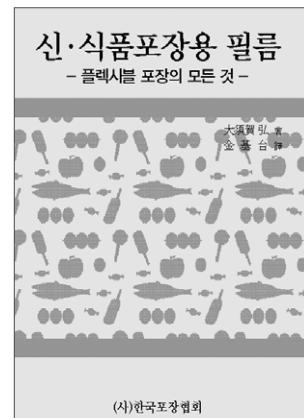 신·식품포장용 필름
– 플렉시블 포장의 모든 것 –
大須賀 弘 著
金 基 台 譯
(사)한국포장협회